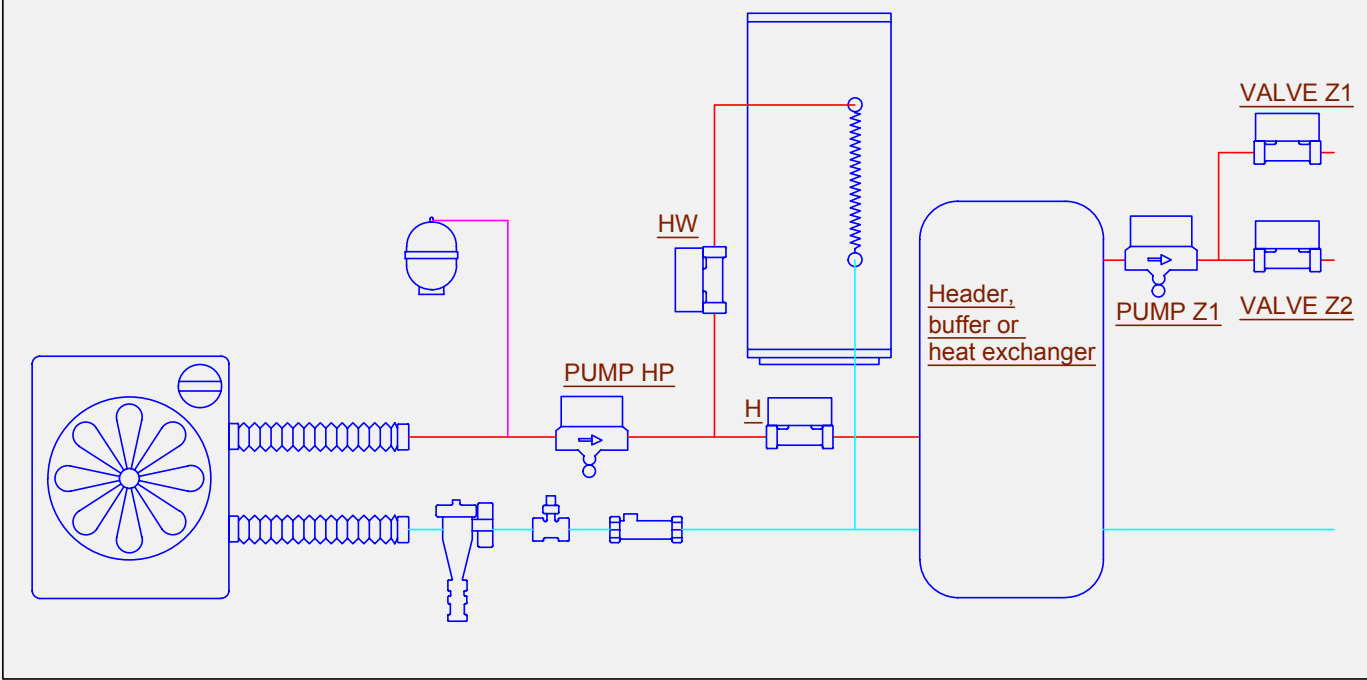 VALVE Z1
HW
Header,
buffer or
heat exchanger
PUMP Z1
VALVE Z2
PUMP HP
H